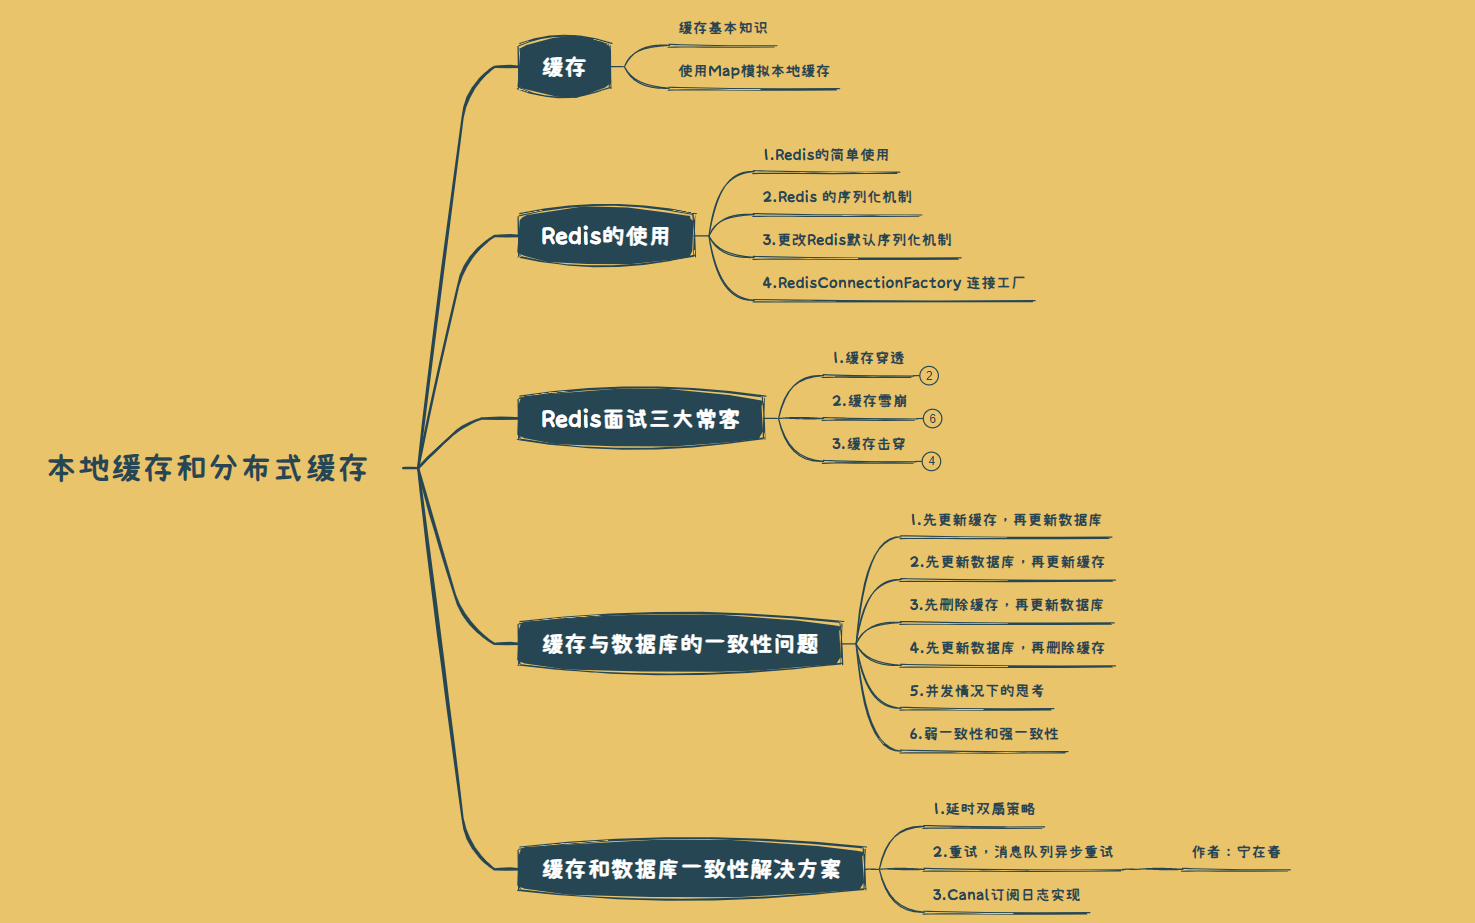 本地缓存和分布式缓存
缓存
缓存基本知识
使用Map模拟本地缓存
Redis的使用
1.Redis的简单使用
2.Redis 的序列化机制
3.更改Redis默认序列化机制
4.RedisConnectionFactory 连接工厂
Redis面试三大常客
1.缓存穿透
2
2.缓存雪崩
6
3.缓存击穿
4
缓存与数据库的一致性问题
1.先更新缓存，再更新数据库
2.先更新数据库，再更新缓存
3.先删除缓存，再更新数据库
4.先更新数据库，再删除缓存
5.并发情况下的思考
6.弱一致性和强一致性
缓存和数据库一致性解决方案
1.延时双扇策略
2.重试，消息队列异步重试
作者：宁在春
3.Canal订阅日志实现